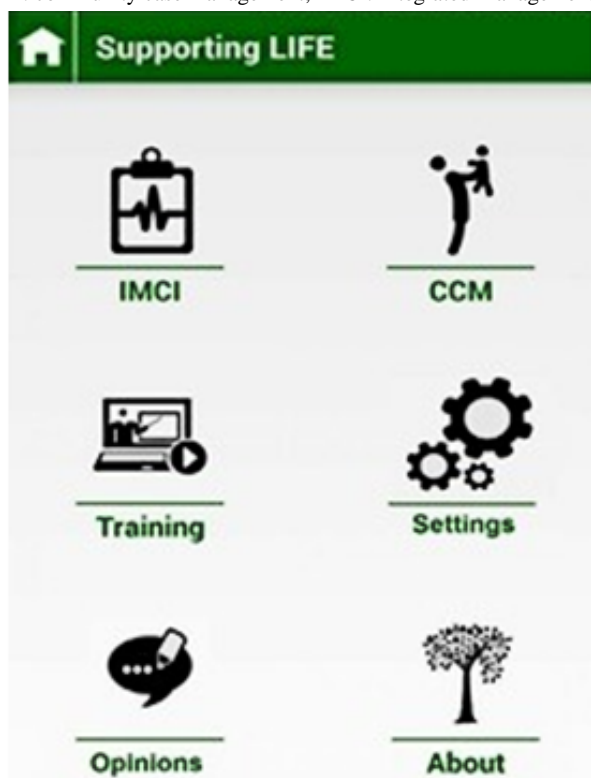 Supporting LIFE
IMCI
CCM
Training
Settings
Opinions
About